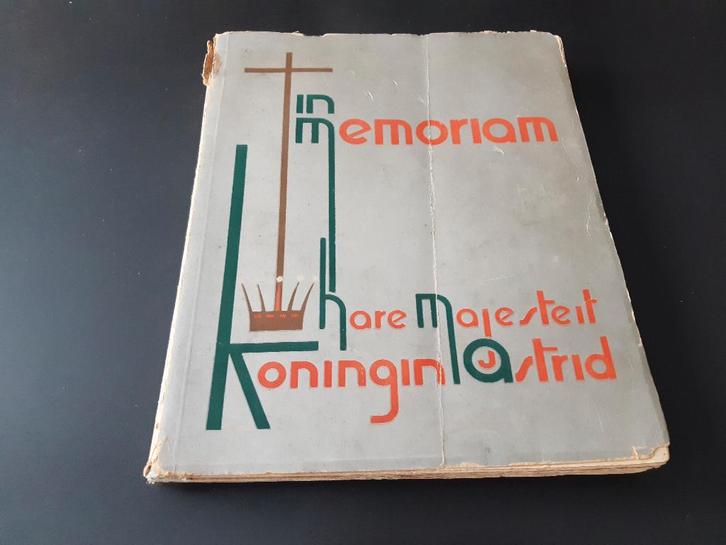 in
memoriam
hare majesteit
Koningin Astrid